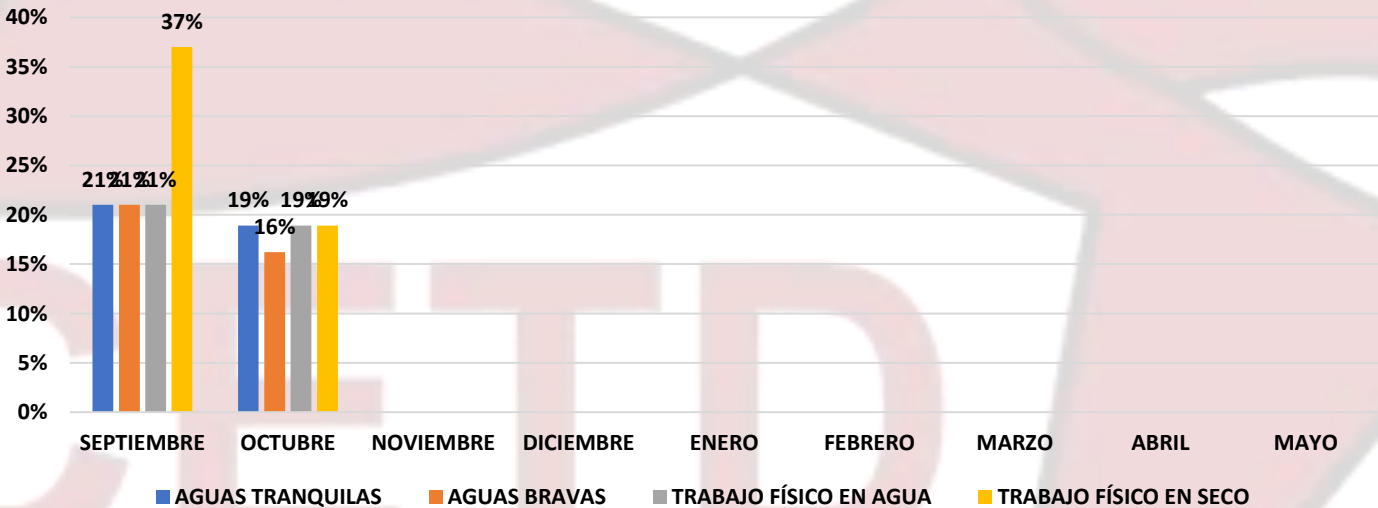 40%
37%
35%
30%
25%
21% 21% 21%
19% 16% 19% 19%
20%
15%
10%
5%
0%
SEPTIEMBRE OCTUBRE NOVIEMBRE DICIEMBRE ENERO FEBRERO MARZO ABRIL MAYO
AGUAS TRANQUILAS AGUAS BRAVAS TRABAJO FÍSICO EN AGUA TRABAJO FÍSICO EN SECO
CETD